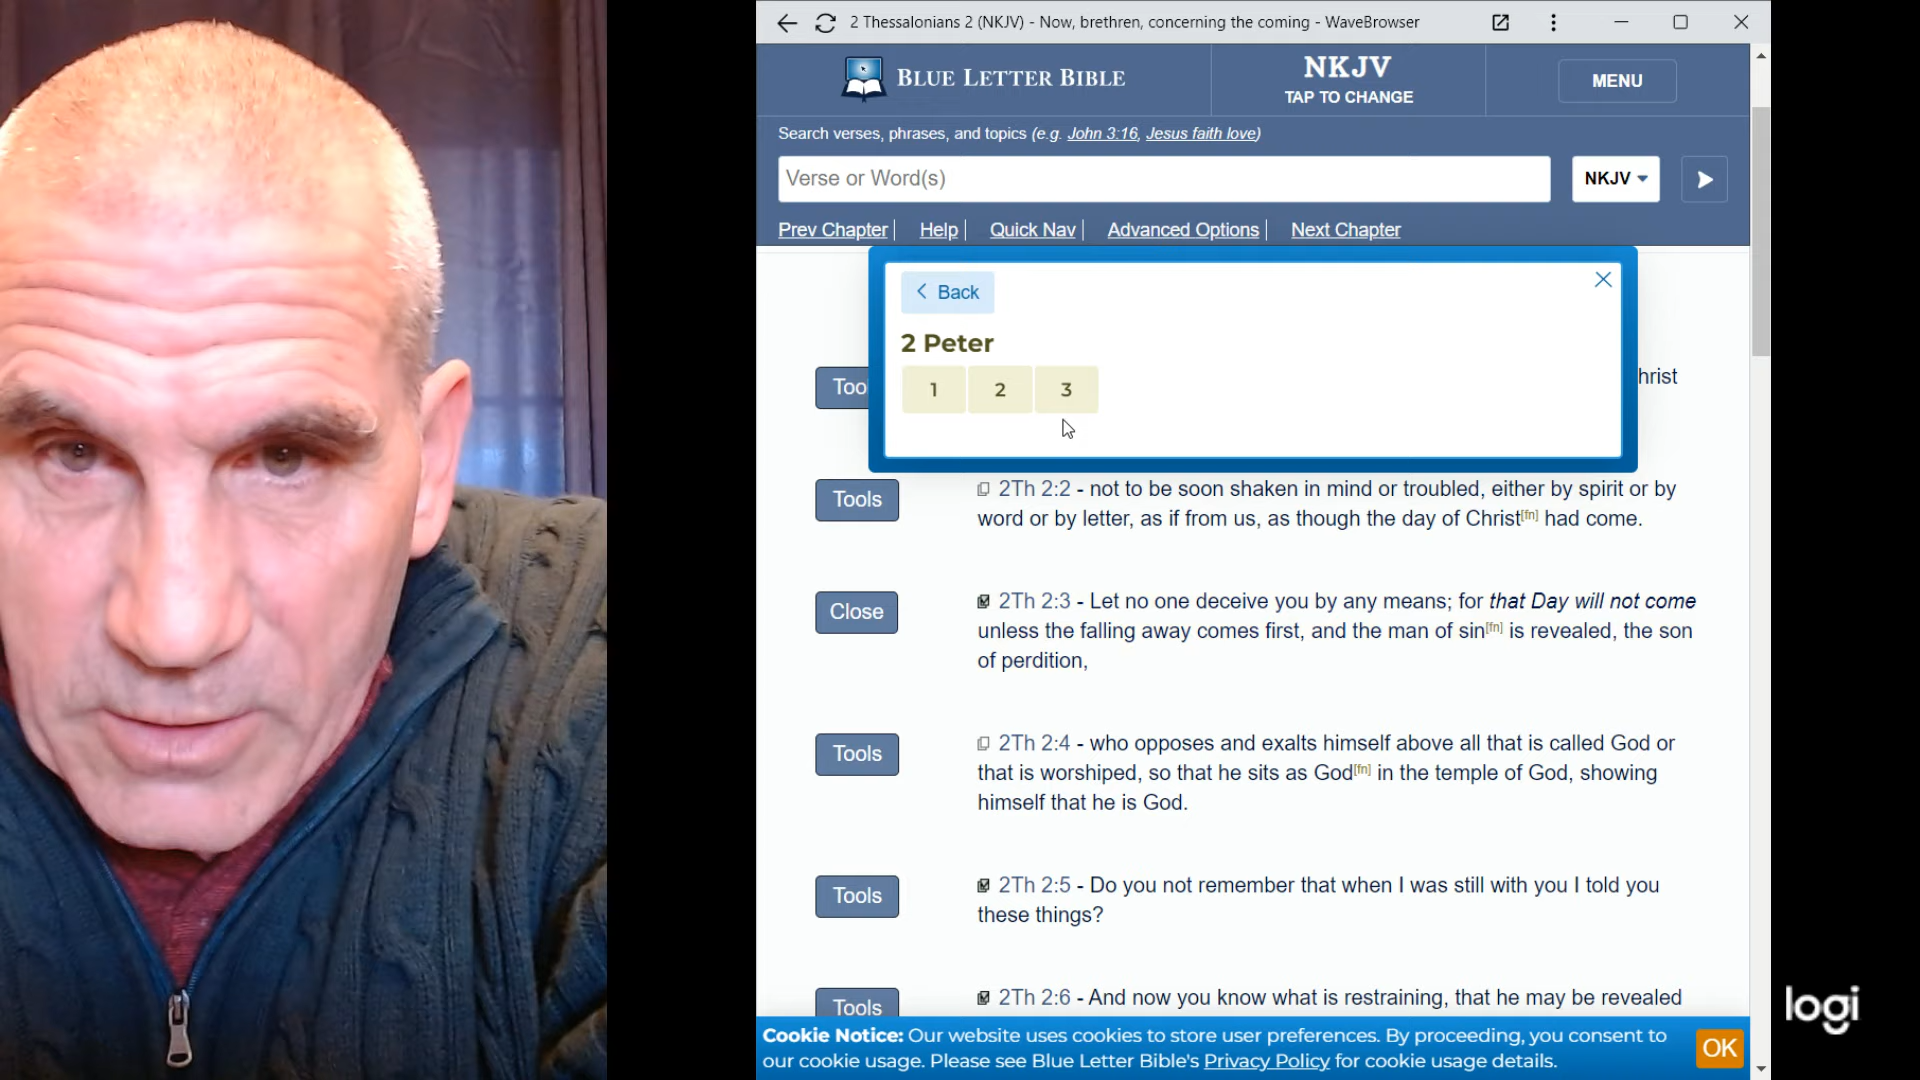 2 Thessalonians 2 (NKJV) - Now, brethren, concerning the coming - WaveBrowser
BLUE LETTER BIBLE
NKJV
TAP TO CHANGE
MENU
Search verses, phrases, and topics (e.g. John 3:16, Jesus faith love)
Verse or Word(s)
NKJV
Prev Chapter | Help | Quick Nav | Advanced Options | Next Chapter
Back
2 Peter
1 2 3
Too
hrist
Tools
2Th 2:2 - not to be soon shaken in mind or troubled, either by spirit or by
word or by letter, as if from us, as though the day of Christ[fn] had come.
Close
2Th 2:3 - Let no one deceive you by any means; for that Day will not come
unless the falling away comes first, and the man of sin[fn] is revealed, the son
of perdition,
Tools
2Th 2:4 - who opposes and exalts himself above all that is called God or
that is worshiped, so that he sits as God[fn] in the temple of God, showing
himself that he is God.
Tools
2Th 2:5 - Do you not remember that when I was still with you I told you
these things?
Tools
2Th 2:6 - And now you know what is restraining, that he may be revealed
Cookie Notice: Our website uses cookies to store user preferences. By proceeding, you consent to
our cookie usage. Please see Blue Letter Bible's Privacy Policy for cookie usage details.
OK
logi